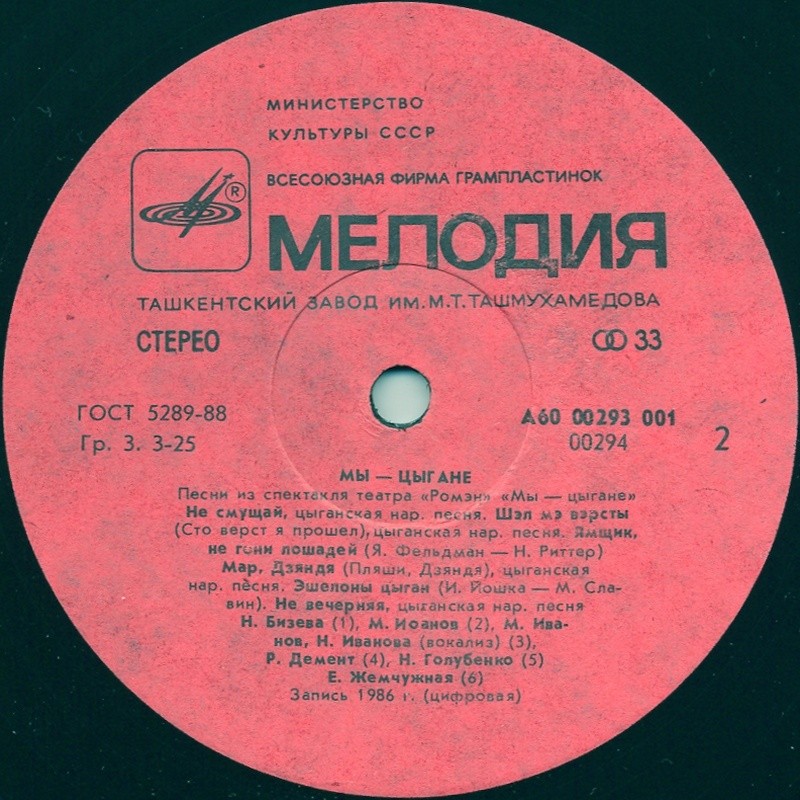 МИНИСТЕРСТВО
КУЛЬТУРЫ СССР
ВСЕСОЮЗНАЯ ФИРМА ГРАМПЛАСТИНОК
®
МЕЛОДИЯ
ТАШКЕНТСКИЙ ЗАВОД ИМ. М. Т. ТАШМУХАМЕДОВА
СТЕРЕО
33
ГОСТ 5289-88
Гр. 3. 3-25
А60 00293 001
00294
2
МЫ — ЦЫГАНЕ
Песни из спектакля театра «Ромэн» «Мы — цыгане»
Не смущай, цыганская нар. песня. Шэл мэ вэрсты
(Сто верст я прошел), цыганская нар. песня. Ямщик,
не гони лошадей (Я. Фельдман — Н. Риттер)
Мар, Дзяндя (Пляши, Дзяндя), цыганская
нар. песня. Эшелоны цыган (И. Йошка — М. Сла-
вин). Не вечерняя, цыганская нар. песня
Н. Бизева (1), М. Иоанов (2), М. Ива-
нов, Н. Иванова (вокализ) (3),
Р. Демент (4), Н. Голубенко (5)
Е. Жемчужная (6)
Запись 1986 г. (цифровая)